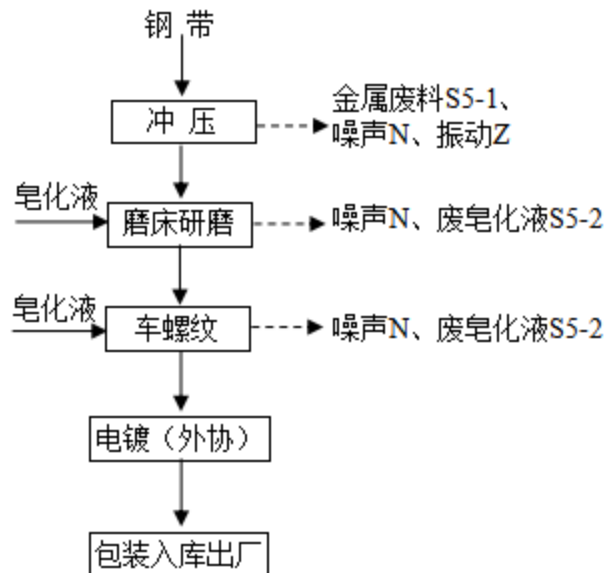 钢 带
冲 压
金属废料S5-1、
噪声N、振动Z
皂化液
磨床研磨
噪声N、废皂化液S5-2
皂化液
车螺纹
噪声N、废皂化液S5-2
电镀（外协）
包装入库出厂